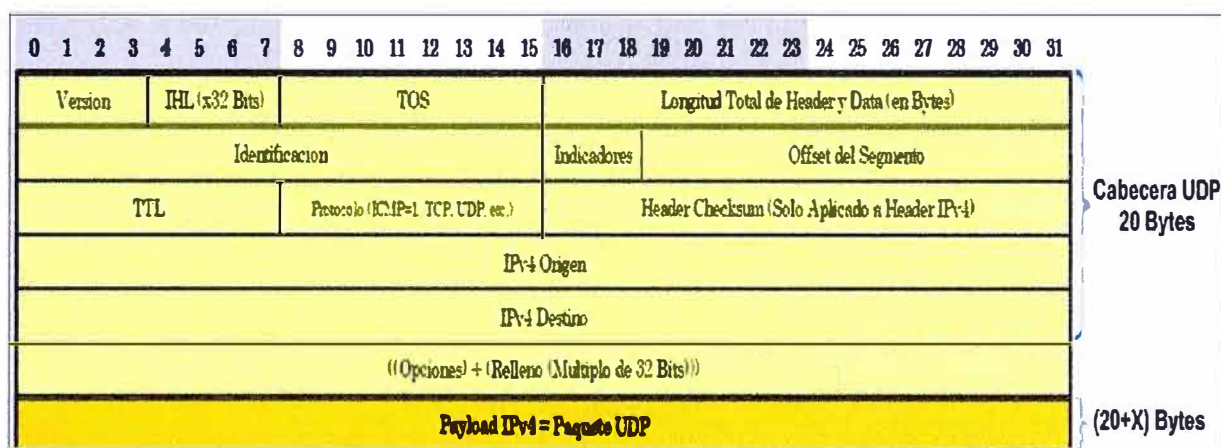 0 1 2 3 4 5 6 7 8 9 10 11 12 13 14 15 16 17 18 19 20 21 22 23 24 25 26 27 28 29 30 31
Version IHL (x32 Bits) TOS Longitud Total de Header y Data (en Bytes)
Identificacion Indicadores Offset del Segmento
TTL Protocolo (ICMP=1, TCP, UDP, etc.) Header Checksum (Solo Aplicado a Header IPv4)
Cabecera UDP
20 Bytes
IPv4 Origen
IPv4 Destino
((Opciones) + (Relleno (Multiplo de 32 Bits)))
Payload IPv4 = Paquete UDP
(20+X) Bytes